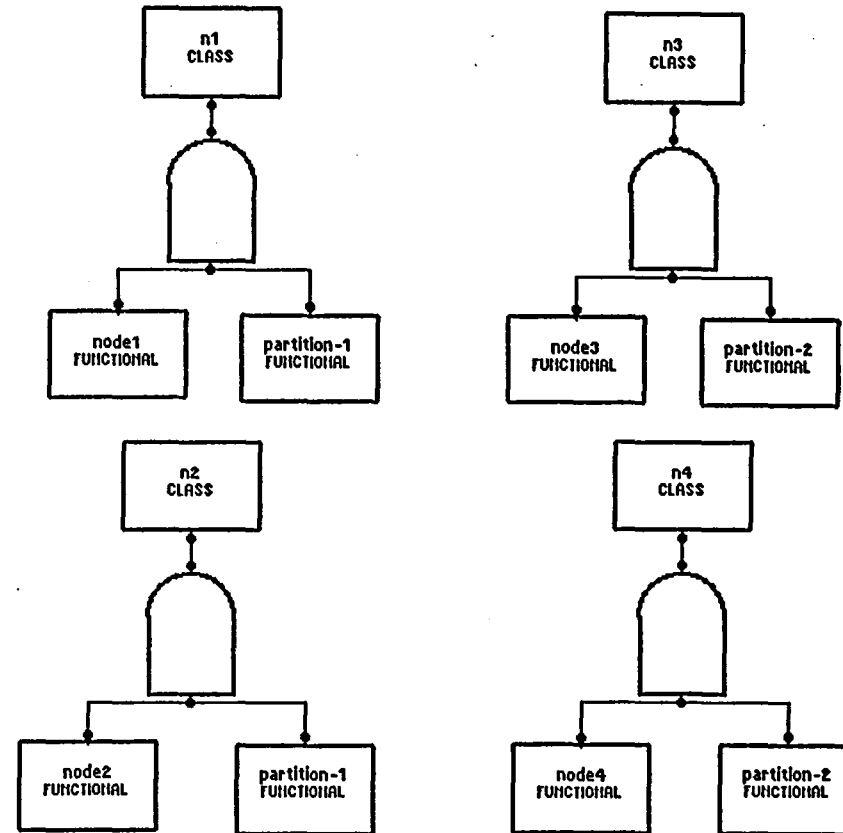 n1
CLASS
n3
CLASS
node1
FUNCTIONAL
partition-1
FUNCTIONAL
node3
FUNCTIONAL
partition-2
FUNCTIONAL
n2
CLASS
n4
CLASS
node2
FUNCTIONAL
partition-1
FUNCTIONAL
node4
FUNCTIONAL
partition-2
FUNCTIONAL